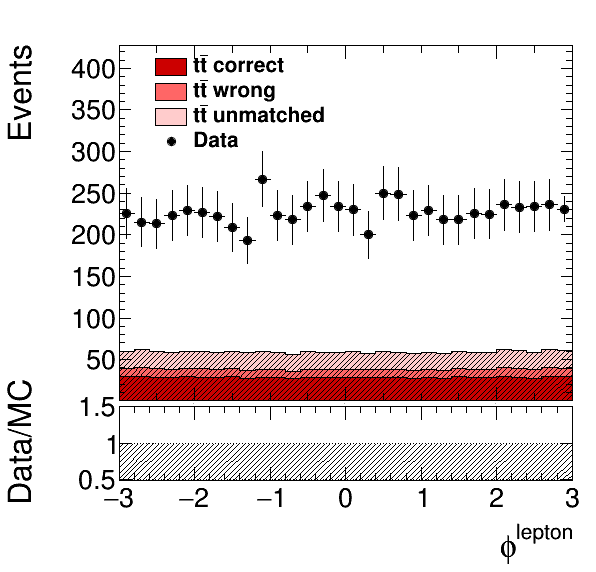 Events
400
350
300
250
200
150
100
50
tt̄ correct
tt̄ wrong
tt̄ unmatched
Data
Data/MC
1.5
1
0.5
−3 −2 −1 0 1 2 3
ϕ^lepton